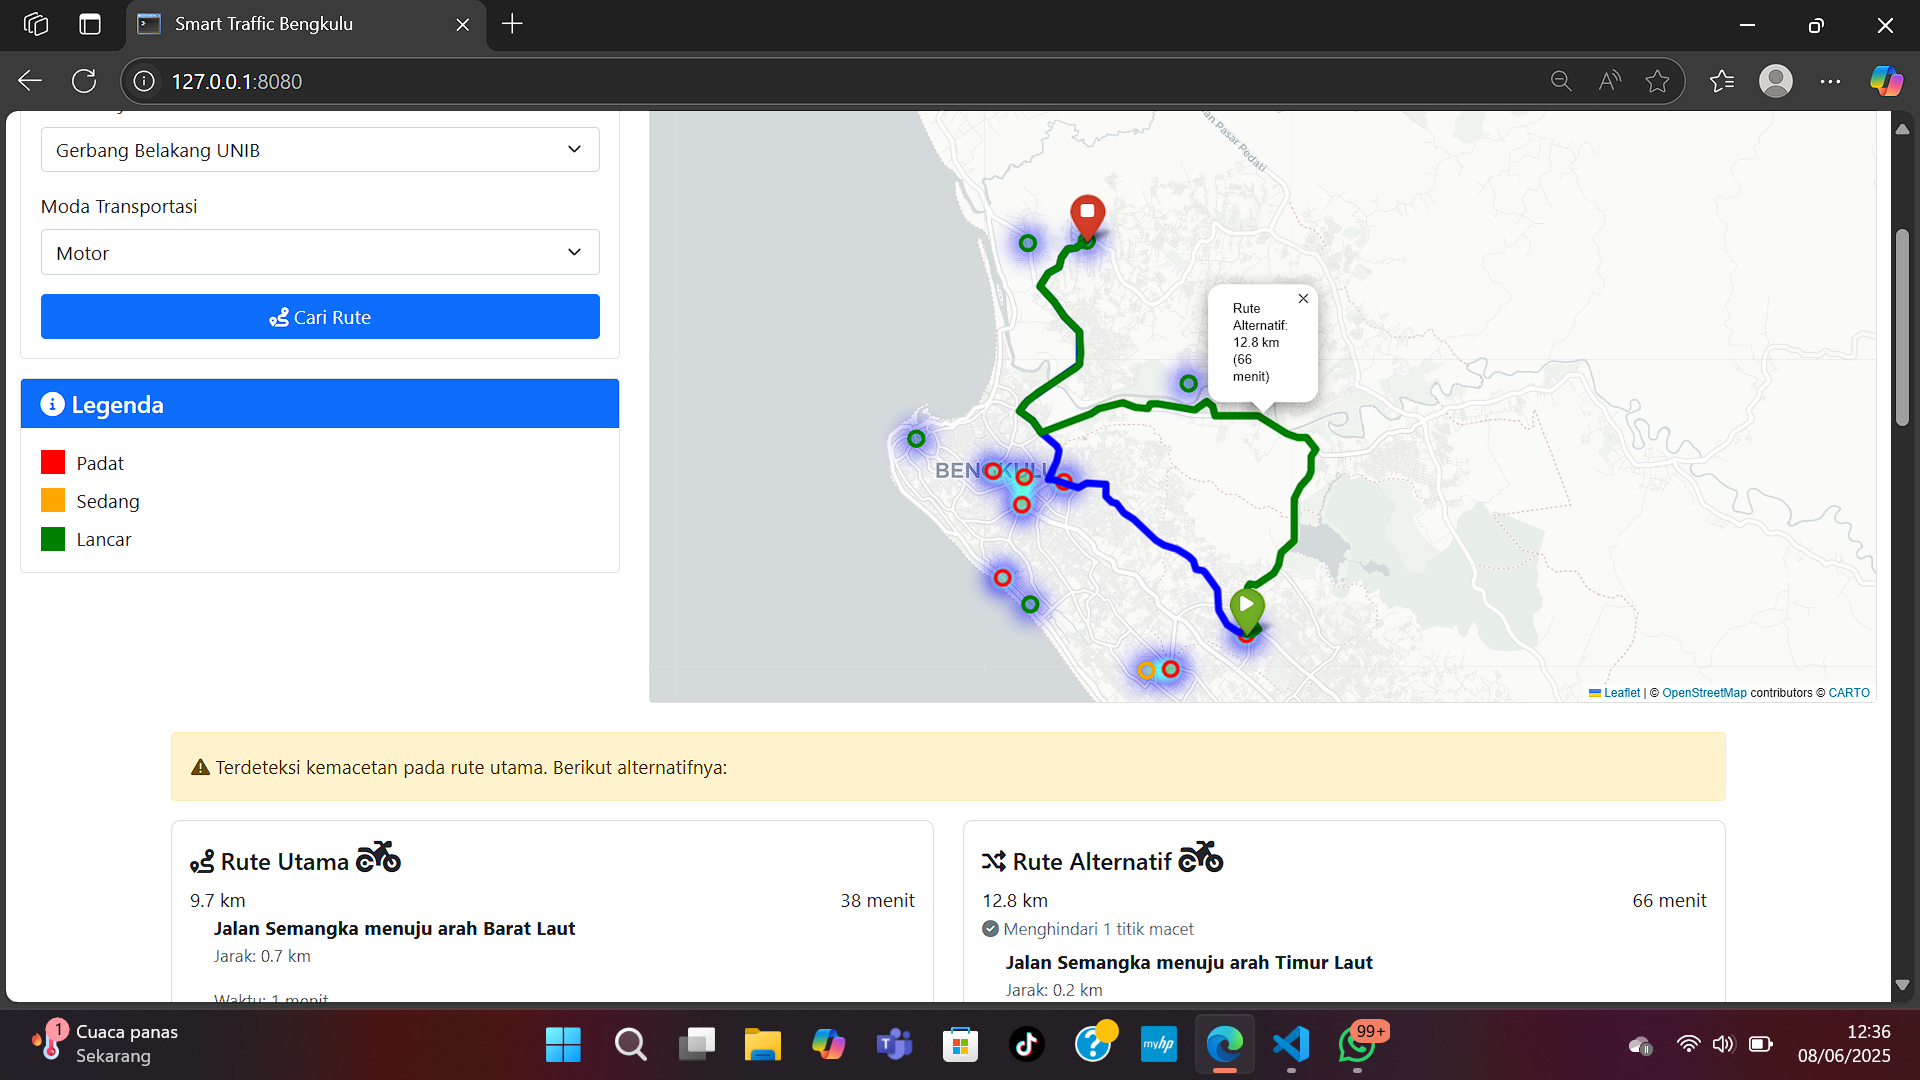 Smart Traffic Bengkulu
127.0.0.1:8080
Gerbang Belakang UNIB
Moda Transportasi
Motor
Cari Rute
Legenda
Padat
Sedang
Lancar
Pasar Pedati
Rute
Alternatif:
12.8 km
(66
menit)
Leaflet | © OpenStreetMap contributors © CARTO
Terdeteksi kemacetan pada rute utama. Berikut alternatifnya:
Rute Utama
9.7 km
38 menit
Jalan Semangka menuju arah Barat Laut
Jarak: 0.7 km
Waktu: 1 menit
Rute Alternatif
12.8 km
66 menit
Menghindari 1 titik macet
Jalan Semangka menuju arah Timur Laut
Jarak: 0.2 km
1
Cuaca panas
Sekarang
myhp
99+
12:36
08/06/2025